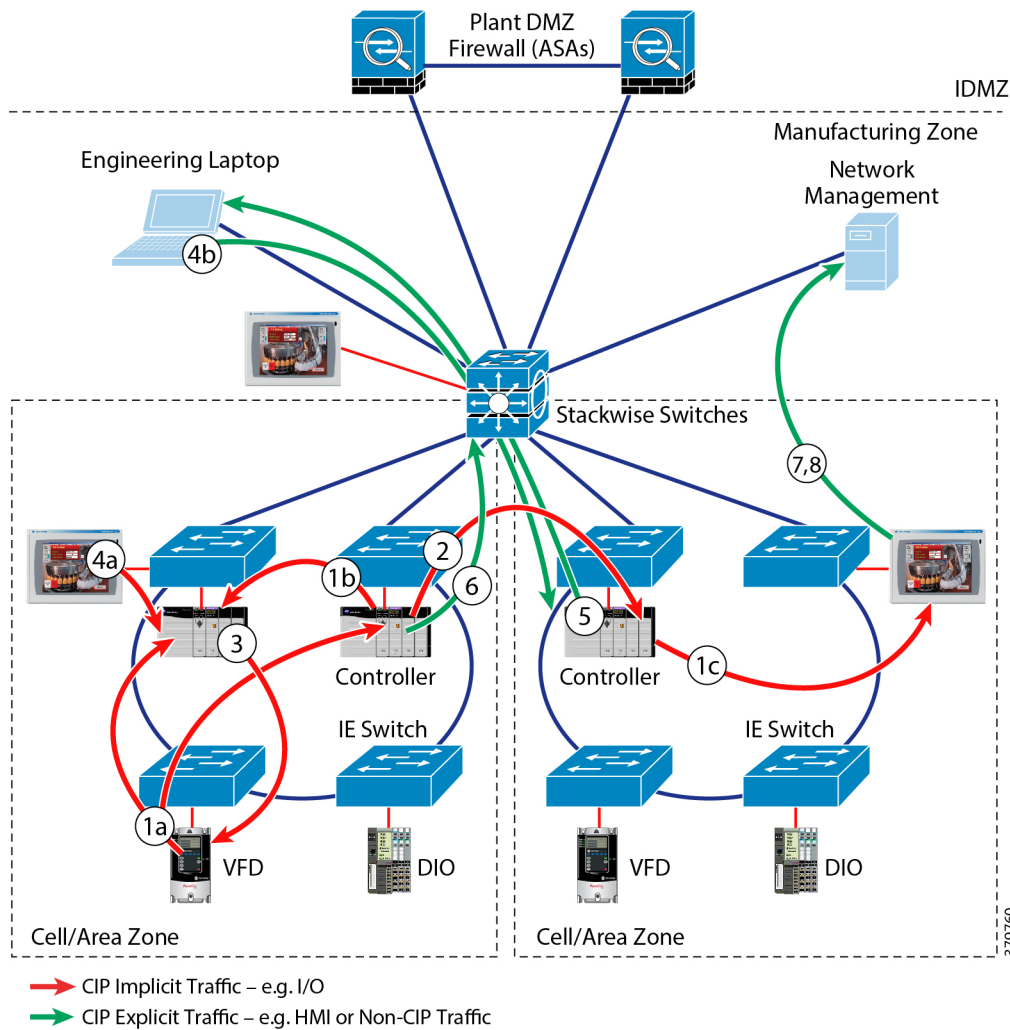 Plant DMZ
Firewall (ASAs)
IDMZ
Manufacturing Zone
Engineering Laptop
Network
Management
4b
Stackwise Switches
7,8
4a
1b
2
6
3
5
Controller
Controller
1c
IE Switch
IE Switch
1a
VFD
DIO
VFD
DIO
Cell/Area Zone
Cell/Area Zone
CIP Implicit Traffic – e.g. I/O
CIP Explicit Traffic – e.g. HMI or Non-CIP Traffic